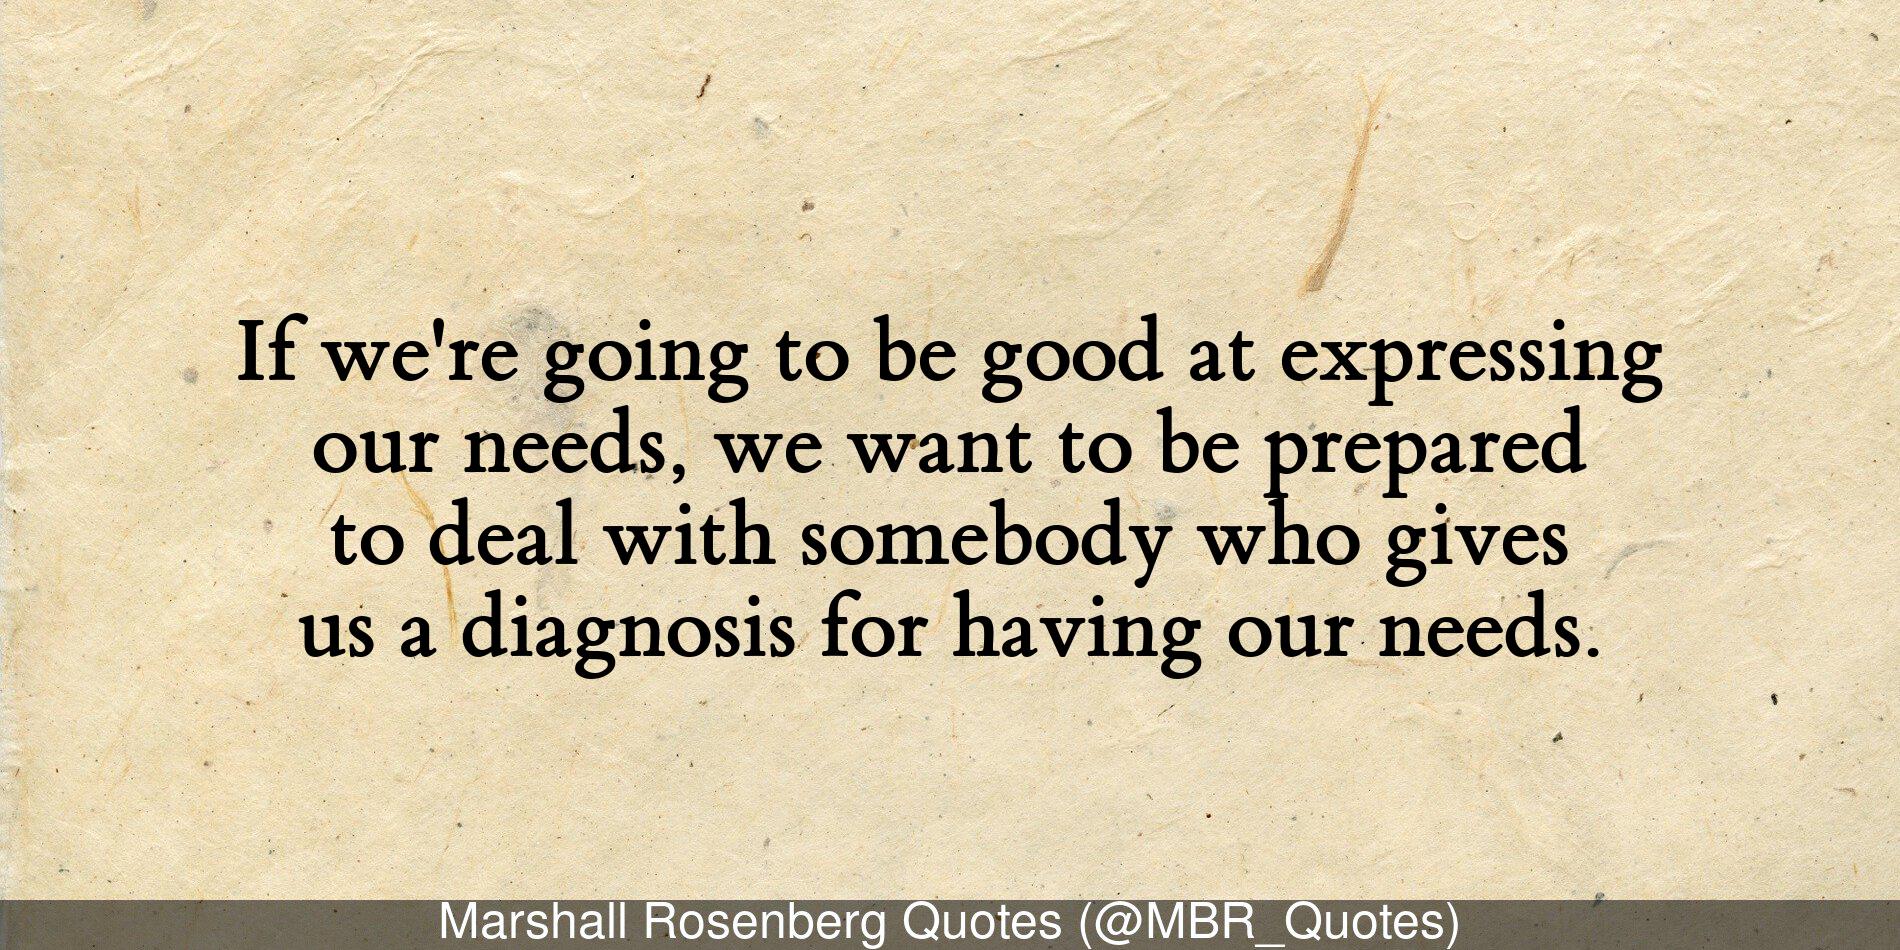 If we're going to be good at expressing
our needs, we want to be prepared
to deal with somebody who gives
us a diagnosis for having our needs.
Marshall Rosenberg Quotes (@MBR_Quotes)